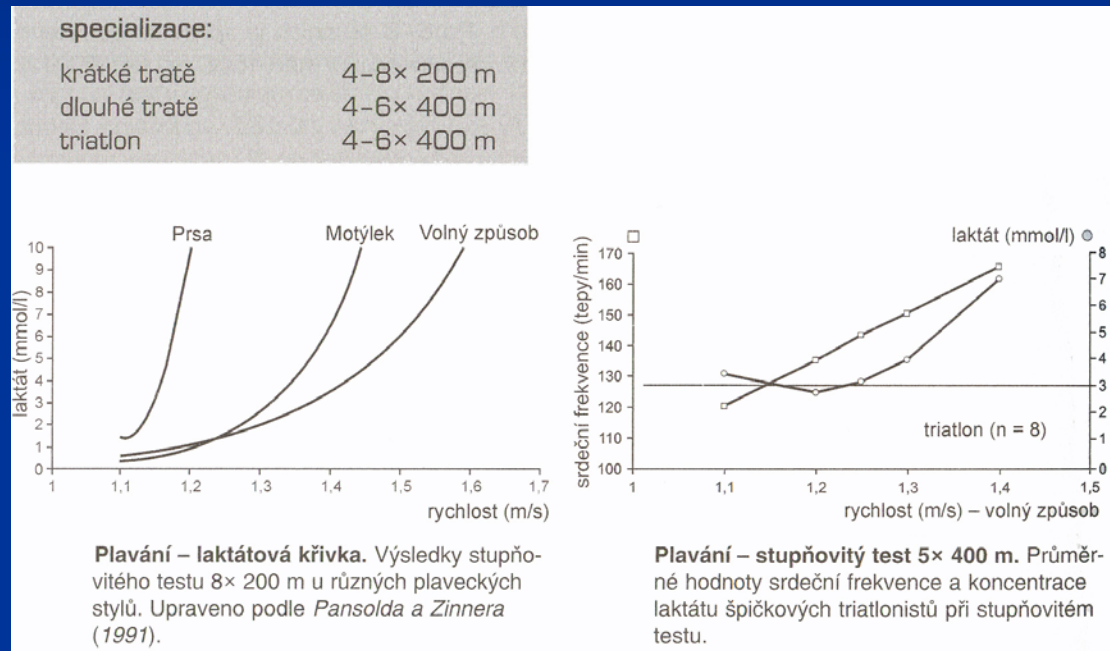 specializace:
krátké tratě 4–8× 200 m
dlouhé tratě 4–6× 400 m
triatlon 4–6× 400 m
Prsa Motýlek Volný způsob
laktát (mmol/l)
10
9
8
7
6
5
4
3
2
1
0
1 1,1 1,2 1,3 1,4 1,5 1,6 1,7
rychlost (m/s)
Plavání – laktátová křivka. Výsledky stupňo-
vitého testu 8× 200 m u různých plaveckých
stylů. Upraveno podle Pansolda a Zinnera
(1991).
laktát (mmol/l)
srdeční frekvence (tepy/min)
170
160
150
140
130
120
110
100
8
7
6
5
4
3
2
1
0
triatlon (n = 8)
1 1,1 1,2 1,3 1,4 1,5
rychlost (m/s) – volný způsob
Plavání – stupňovitý test 5× 400 m. Průměr-
né hodnoty srdeční frekvence a koncentrace
laktátu špičkových triatlonistů při stupňovitém
testu.